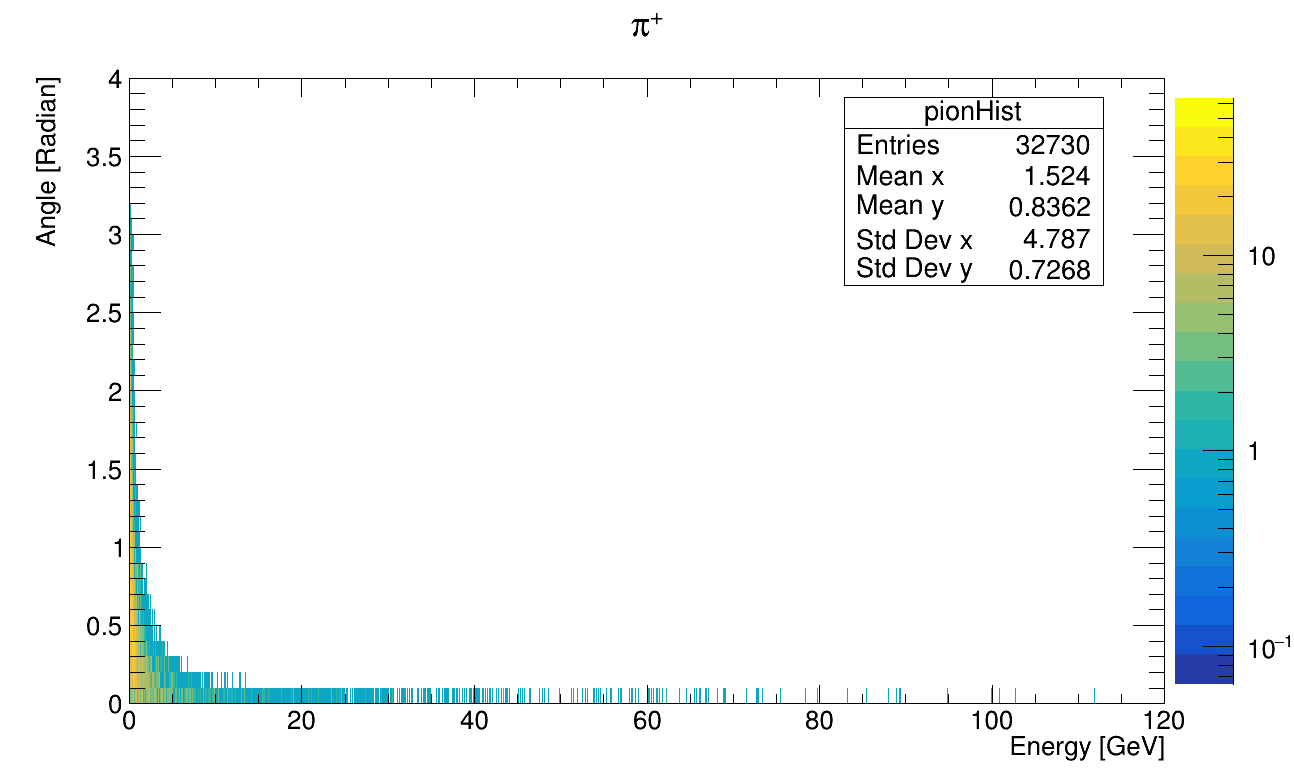 π⁺
Angle [Radian]
4
3.5
3
2.5
2
1.5
1
0.5
0
pionHist
Entries 32730
Mean x 1.524
Mean y 0.8362
Std Dev x 4.787
Std Dev y 0.7268
10
1
10⁻¹
0 20 40 60 80 100 120
Energy [GeV]